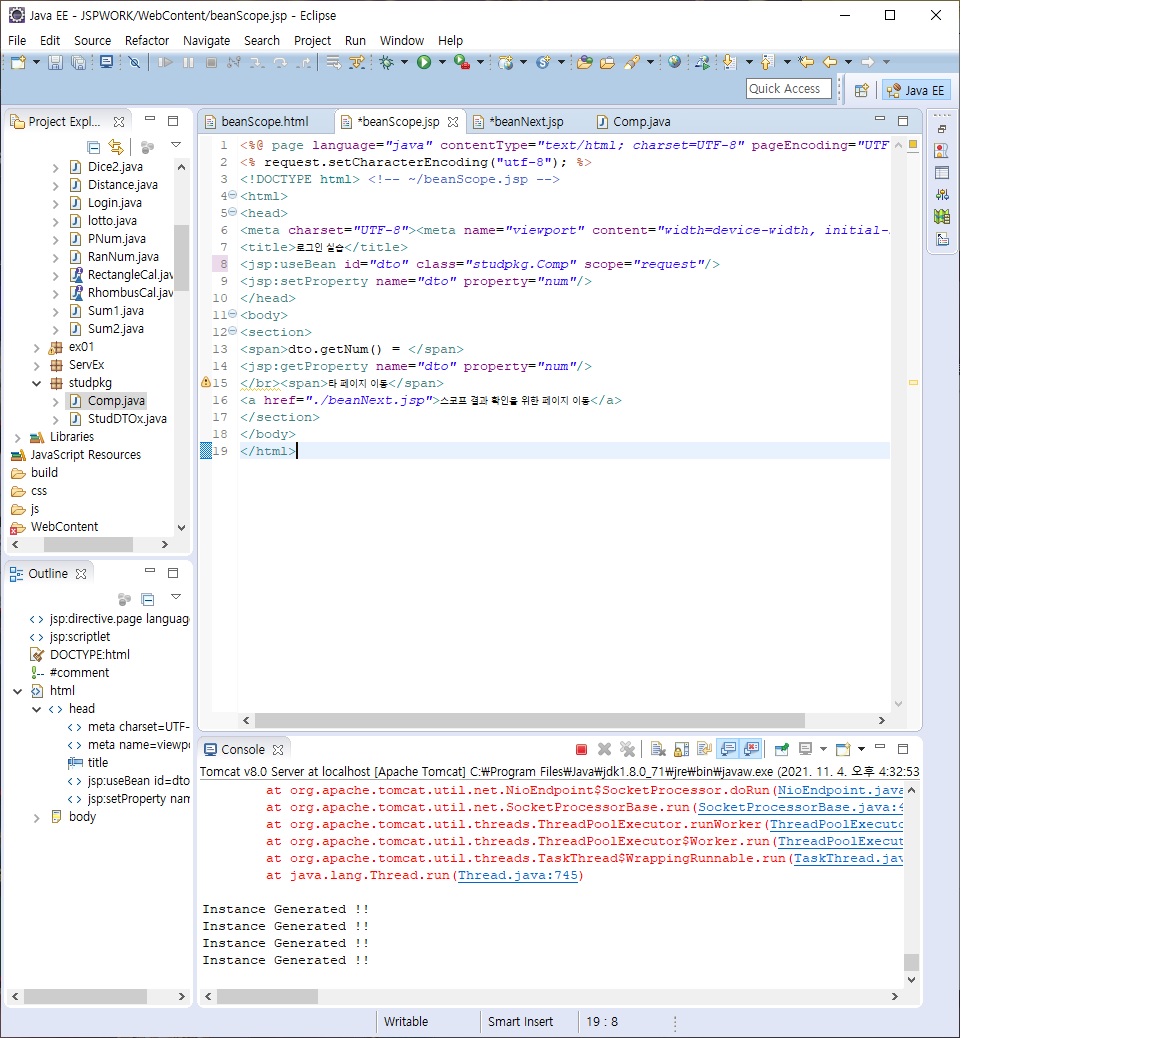 Java EE - JSPWORK/WebContent/beanScope.jsp - Eclipse
File Edit Source Refactor Navigate Search Project Run Window Help
Quick Access
Java EE
Project Expl...
Dice2.java
Distance.java
Login.java
lotto.java
PNum.java
RanNum.java
RectangleCal.jav
RhombusCal.jav
Sum1.java
Sum2.java
ex01
ServEx
studpkg
Comp.java
StudDTOx.java
Libraries
JavaScript Resources
build
css
js
WebContent
Outline
jsp:directive.page languag
jsp:scriptlet
DOCTYPE:html
#comment
html
head
meta charset=UTF-
meta name=viewp
title
jsp:useBean id=dto
jsp:setProperty nam
body
beanScope.html *beanScope.jsp *beanNext.jsp Comp.java
1 <%@ page language="java" contentType="text/html; charset=UTF-8" pageEncoding="UTF
2 <% request.setCharacterEncoding("utf-8"); %>
3 <!DOCTYPE html> <!-- ~/beanScope.jsp -->
4 <html>
5 <head>
6 <meta charset="UTF-8"><meta name="viewport" content="width=device-width, initial-
7 <title>로그인 실습</title>
8 <jsp:useBean id="dto" class="studpkg.Comp" scope="request"/>
9 <jsp:setProperty name="dto" property="num"/>
10 </head>
11 <body>
12 <section>
13 <span>dto.getNum() = </span>
14 <jsp:getProperty name="dto" property="num"/>
15 </br><span>타 페이지 이동</span>
16 <a href="./beanNext.jsp">스코프 결과 확인을 위한 페이지 이동</a>
17 </section>
18 </body>
19 </html>
Console
Tomcat v8.0 Server at localhost [Apache Tomcat] C:₩Program Files₩Java₩jdk1.8.0_71₩jre₩bin₩javaw.exe (2021. 11. 4. 오후 4:32:53
at org.apache.tomcat.util.net.NioEndpoint$SocketProcessor.doRun(NioEndpoint.java
at org.apache.tomcat.util.net.SocketProcessorBase.run(SocketProcessorBase.java:4
at org.apache.tomcat.util.threads.ThreadPoolExecutor.runWorker(ThreadPoolExecuto
at org.apache.tomcat.util.threads.ThreadPoolExecutor$Worker.run(ThreadPoolExecut
at org.apache.tomcat.util.threads.TaskThread$WrappingRunnable.run(TaskThread.jav
at java.lang.Thread.run(Thread.java:745)
Instance Generated !!
Instance Generated !!
Instance Generated !!
Instance Generated !!
Writable Smart Insert 19 : 8